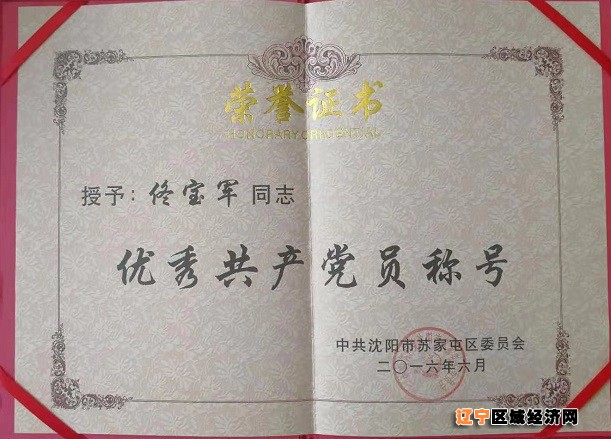 荣誉证书
HONORARY CREDENTIAL
授予：佟宝军 同志
优秀共产党员称号
中共沈阳市苏家屯区委员会
二〇一六年六月
辽宁区域经济网